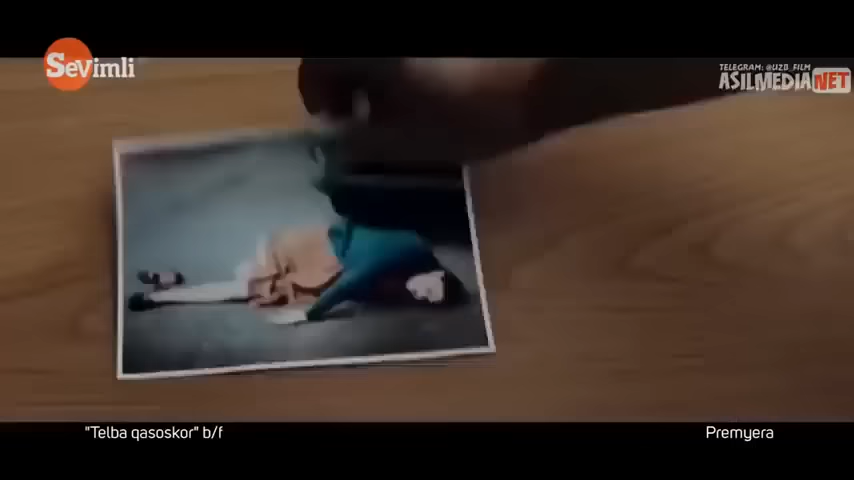 Sevimli
TELEGRAM: @UZB_FILM
ASILMEDIA.NET
"Telba qasoskor" b/f
Premyera